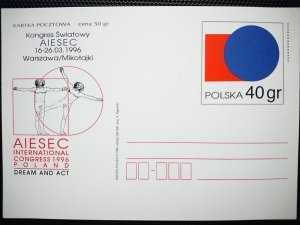 KARTKA POCZTOWA • cena 50 gr
Kongres Światowy
AIESEC
16-26.03.1996
Warszawa/Mikołajki
POLSKA 40 gr
AIESEC
INTERNATIONAL
CONGRESS 1996
POLAND
DREAM AND ACT